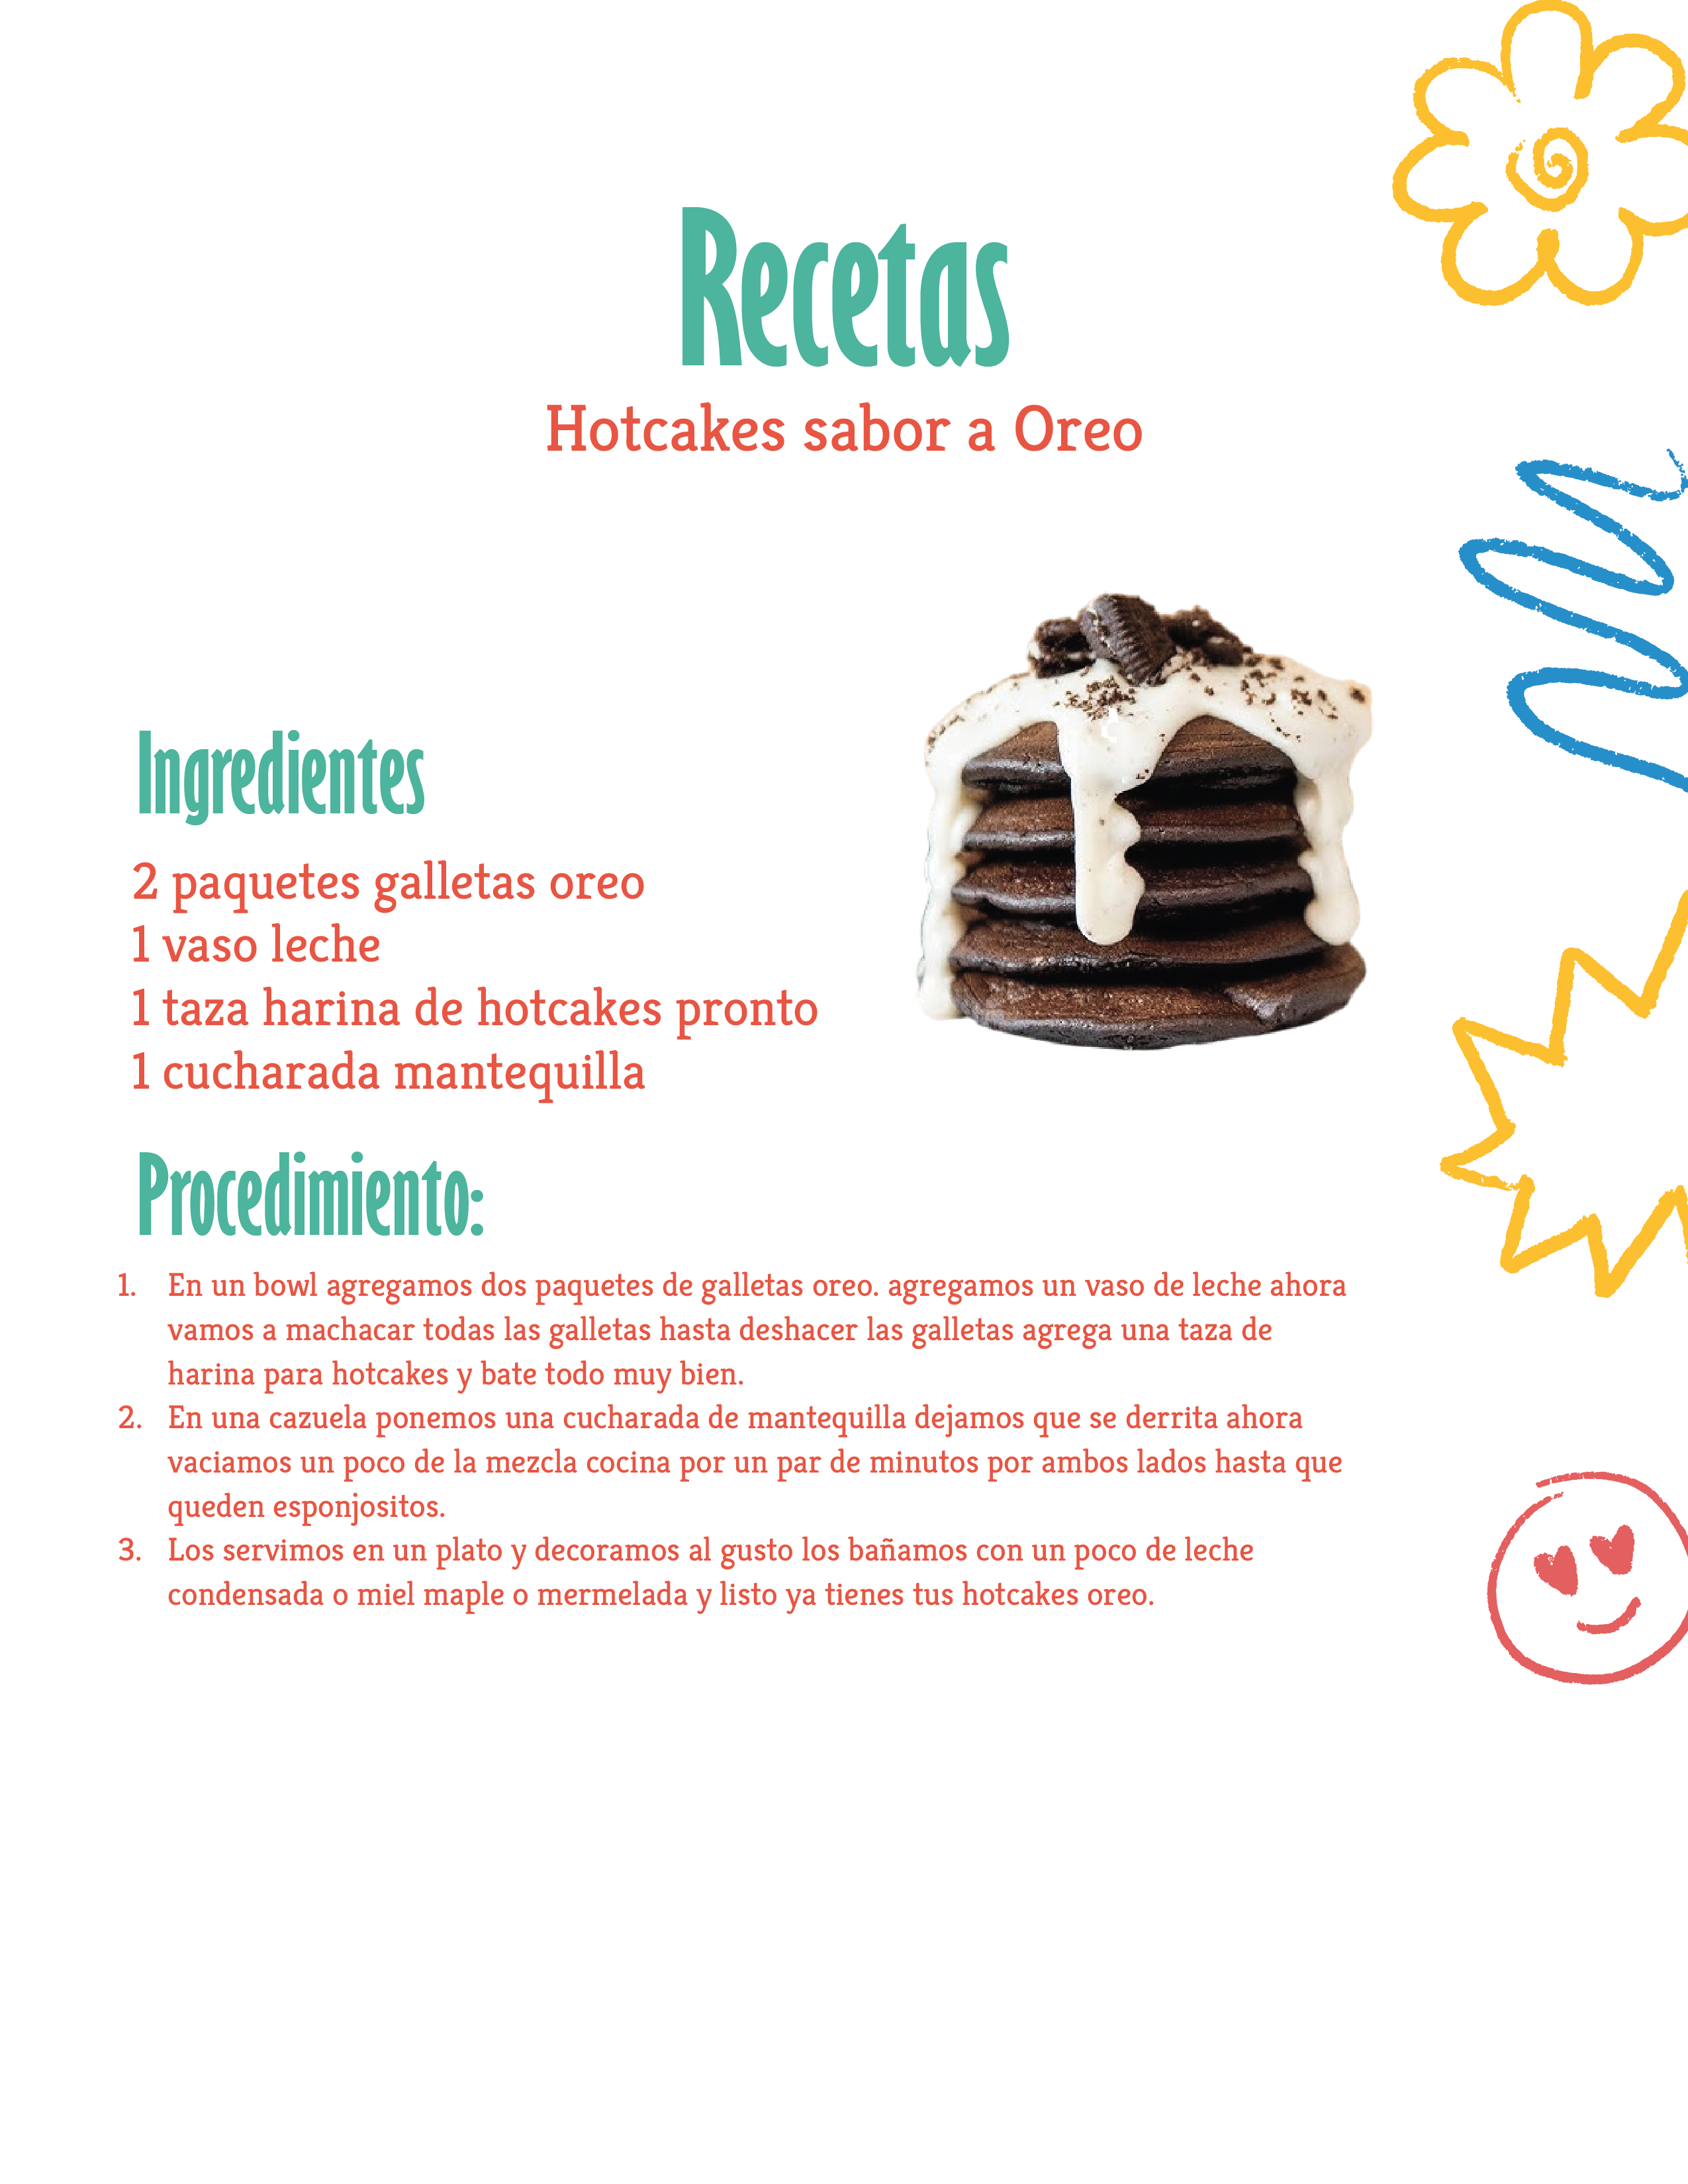 Recetas
Hotcakes sabor a Oreo
Ingredientes
2 paquetes galletas oreo
1 vaso leche
1 taza harina de hotcakes pronto
1 cucharada mantequilla
Procedimiento:
1. En un bowl agregamos dos paquetes de galletas oreo. agregamos un vaso de leche ahora
vamos a machacar todas las galletas hasta deshacer las galletas agrega una taza de
harina para hotcakes y bate todo muy bien.
2. En una cazuela ponemos una cucharada de mantequilla dejamos que se derrita ahora
vaciamos un poco de la mezcla cocina por un par de minutos por ambos lados hasta que
queden esponjositos.
3. Los servimos en un plato y decoramos al gusto los bañamos con un poco de leche
condensada o miel maple o mermelada y listo ya tienes tus hotcakes oreo.